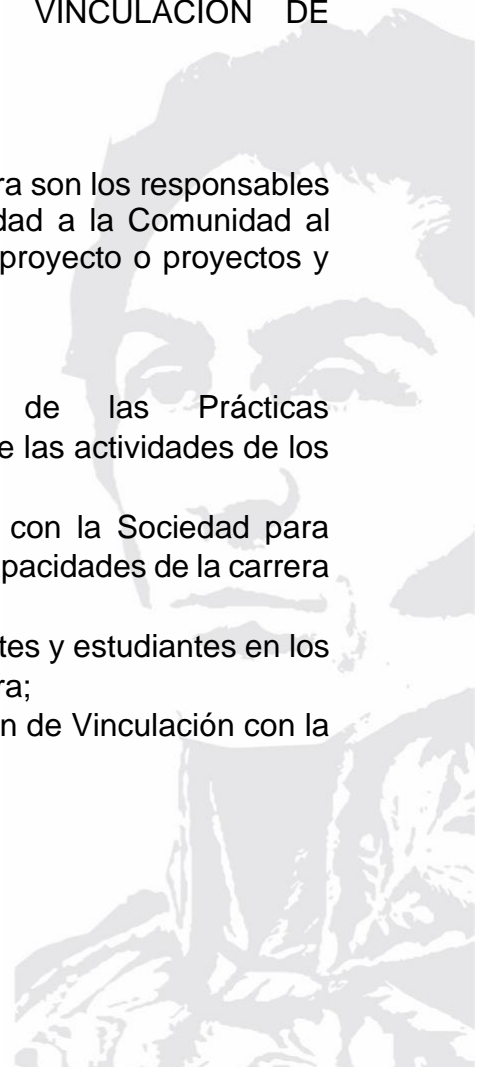 VINCULACIÓN DE
ra son los responsables
dad a la Comunidad al
proyecto o proyectos y
de las Prácticas
e las actividades de los
con la Sociedad para
pacidades de la carrera
tes y estudiantes en los
ra;
n de Vinculación con la